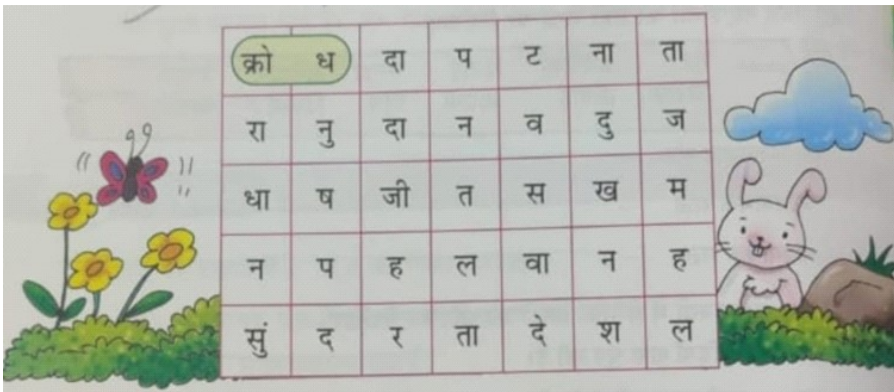 क्रो ध दा प ट ना ता
रा नु दा न व दु ज
धा ष जी त स ख म
न प ह ल वा न ह
सुं द र ता दे श ल